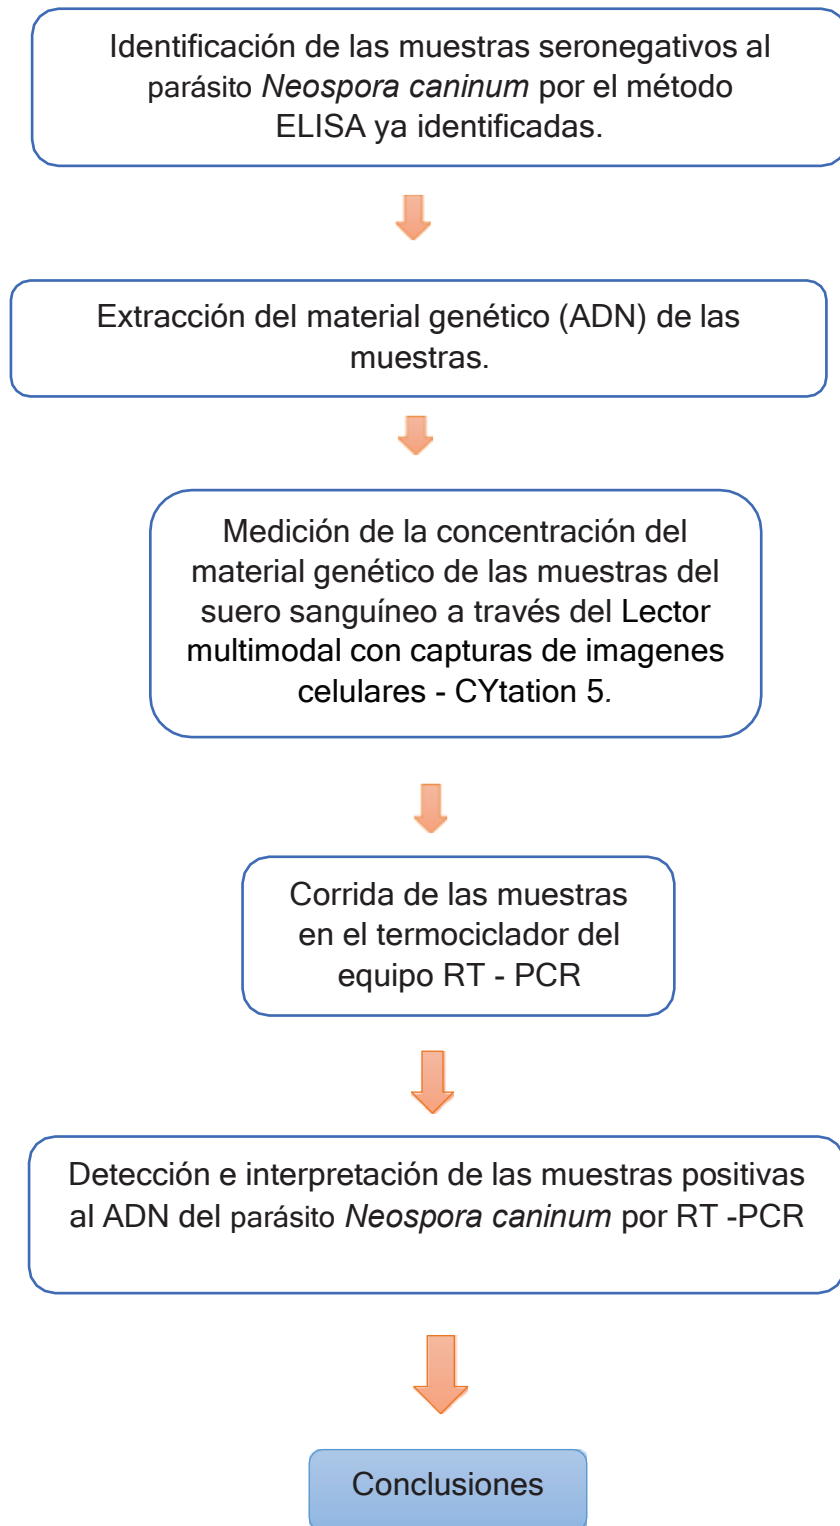 Identificación de las muestras seronegativos al
parásito Neospora caninum por el método
ELISA ya identificadas.
Extracción del material genético (ADN) de las
muestras.
Medición de la concentración del
material genético de las muestras del
suero sanguíneo a través del Lector
multimodal con capturas de imagenes
celulares - CYtation 5.
Corrida de las muestras
en el termociclador del
equipo RT - PCR
Detección e interpretación de las muestras positivas
al ADN del parásito Neospora caninum por RT -PCR
Conclusiones